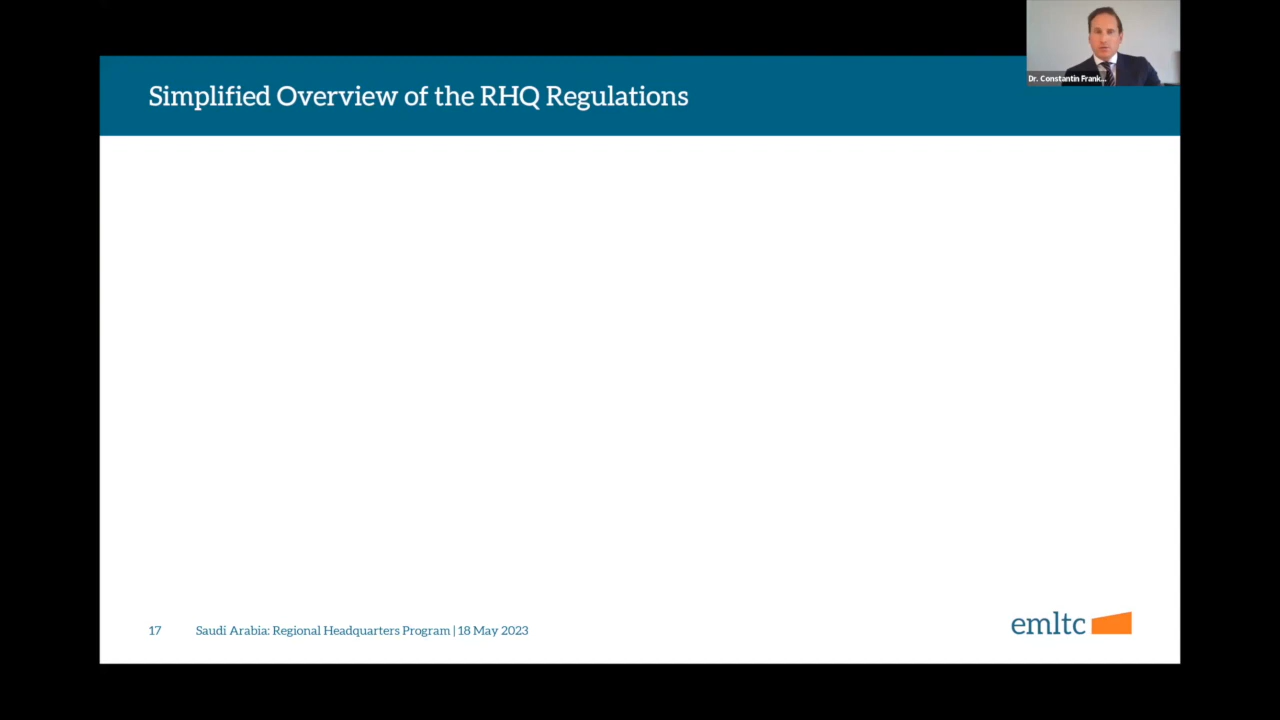 Dr. Constantin Frank...
Simplified Overview of the RHQ Regulations
17 Saudi Arabia: Regional Headquarters Program | 18 May 2023
emltc